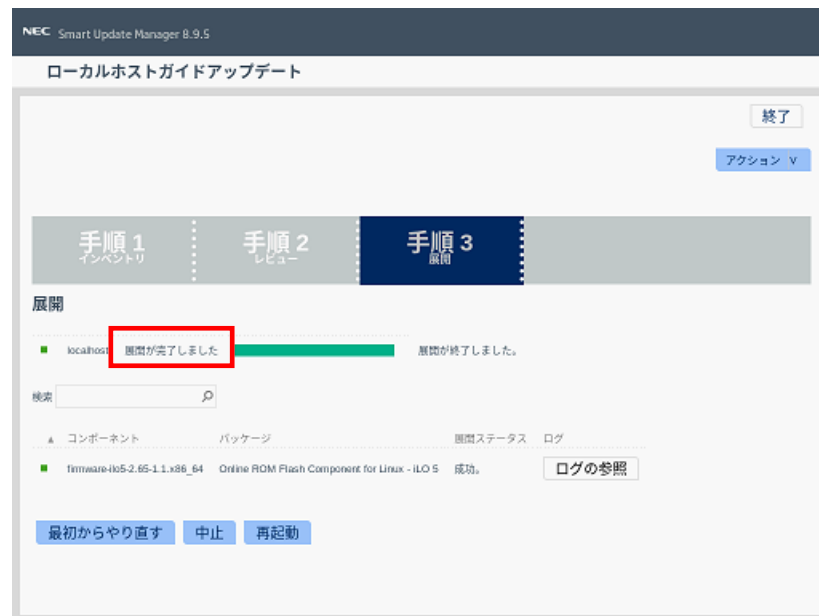 NEC Smart Update Manager 8.9.5
ローカルホストガイドアップデート
終了
アクション ∨
手順 1
インベントリ
手順 2
レビュー
手順 3
展開
展開
localhost 展開が完了しました 展開が終了しました。
検索
コンポーネント パッケージ 展開ステータス ログ
firmware-ilo5-2.65-1.1.x86_64 Online ROM Flash Component for Linux - iLO 5 成功。 ログの参照
最初からやり直す 中止 再起動